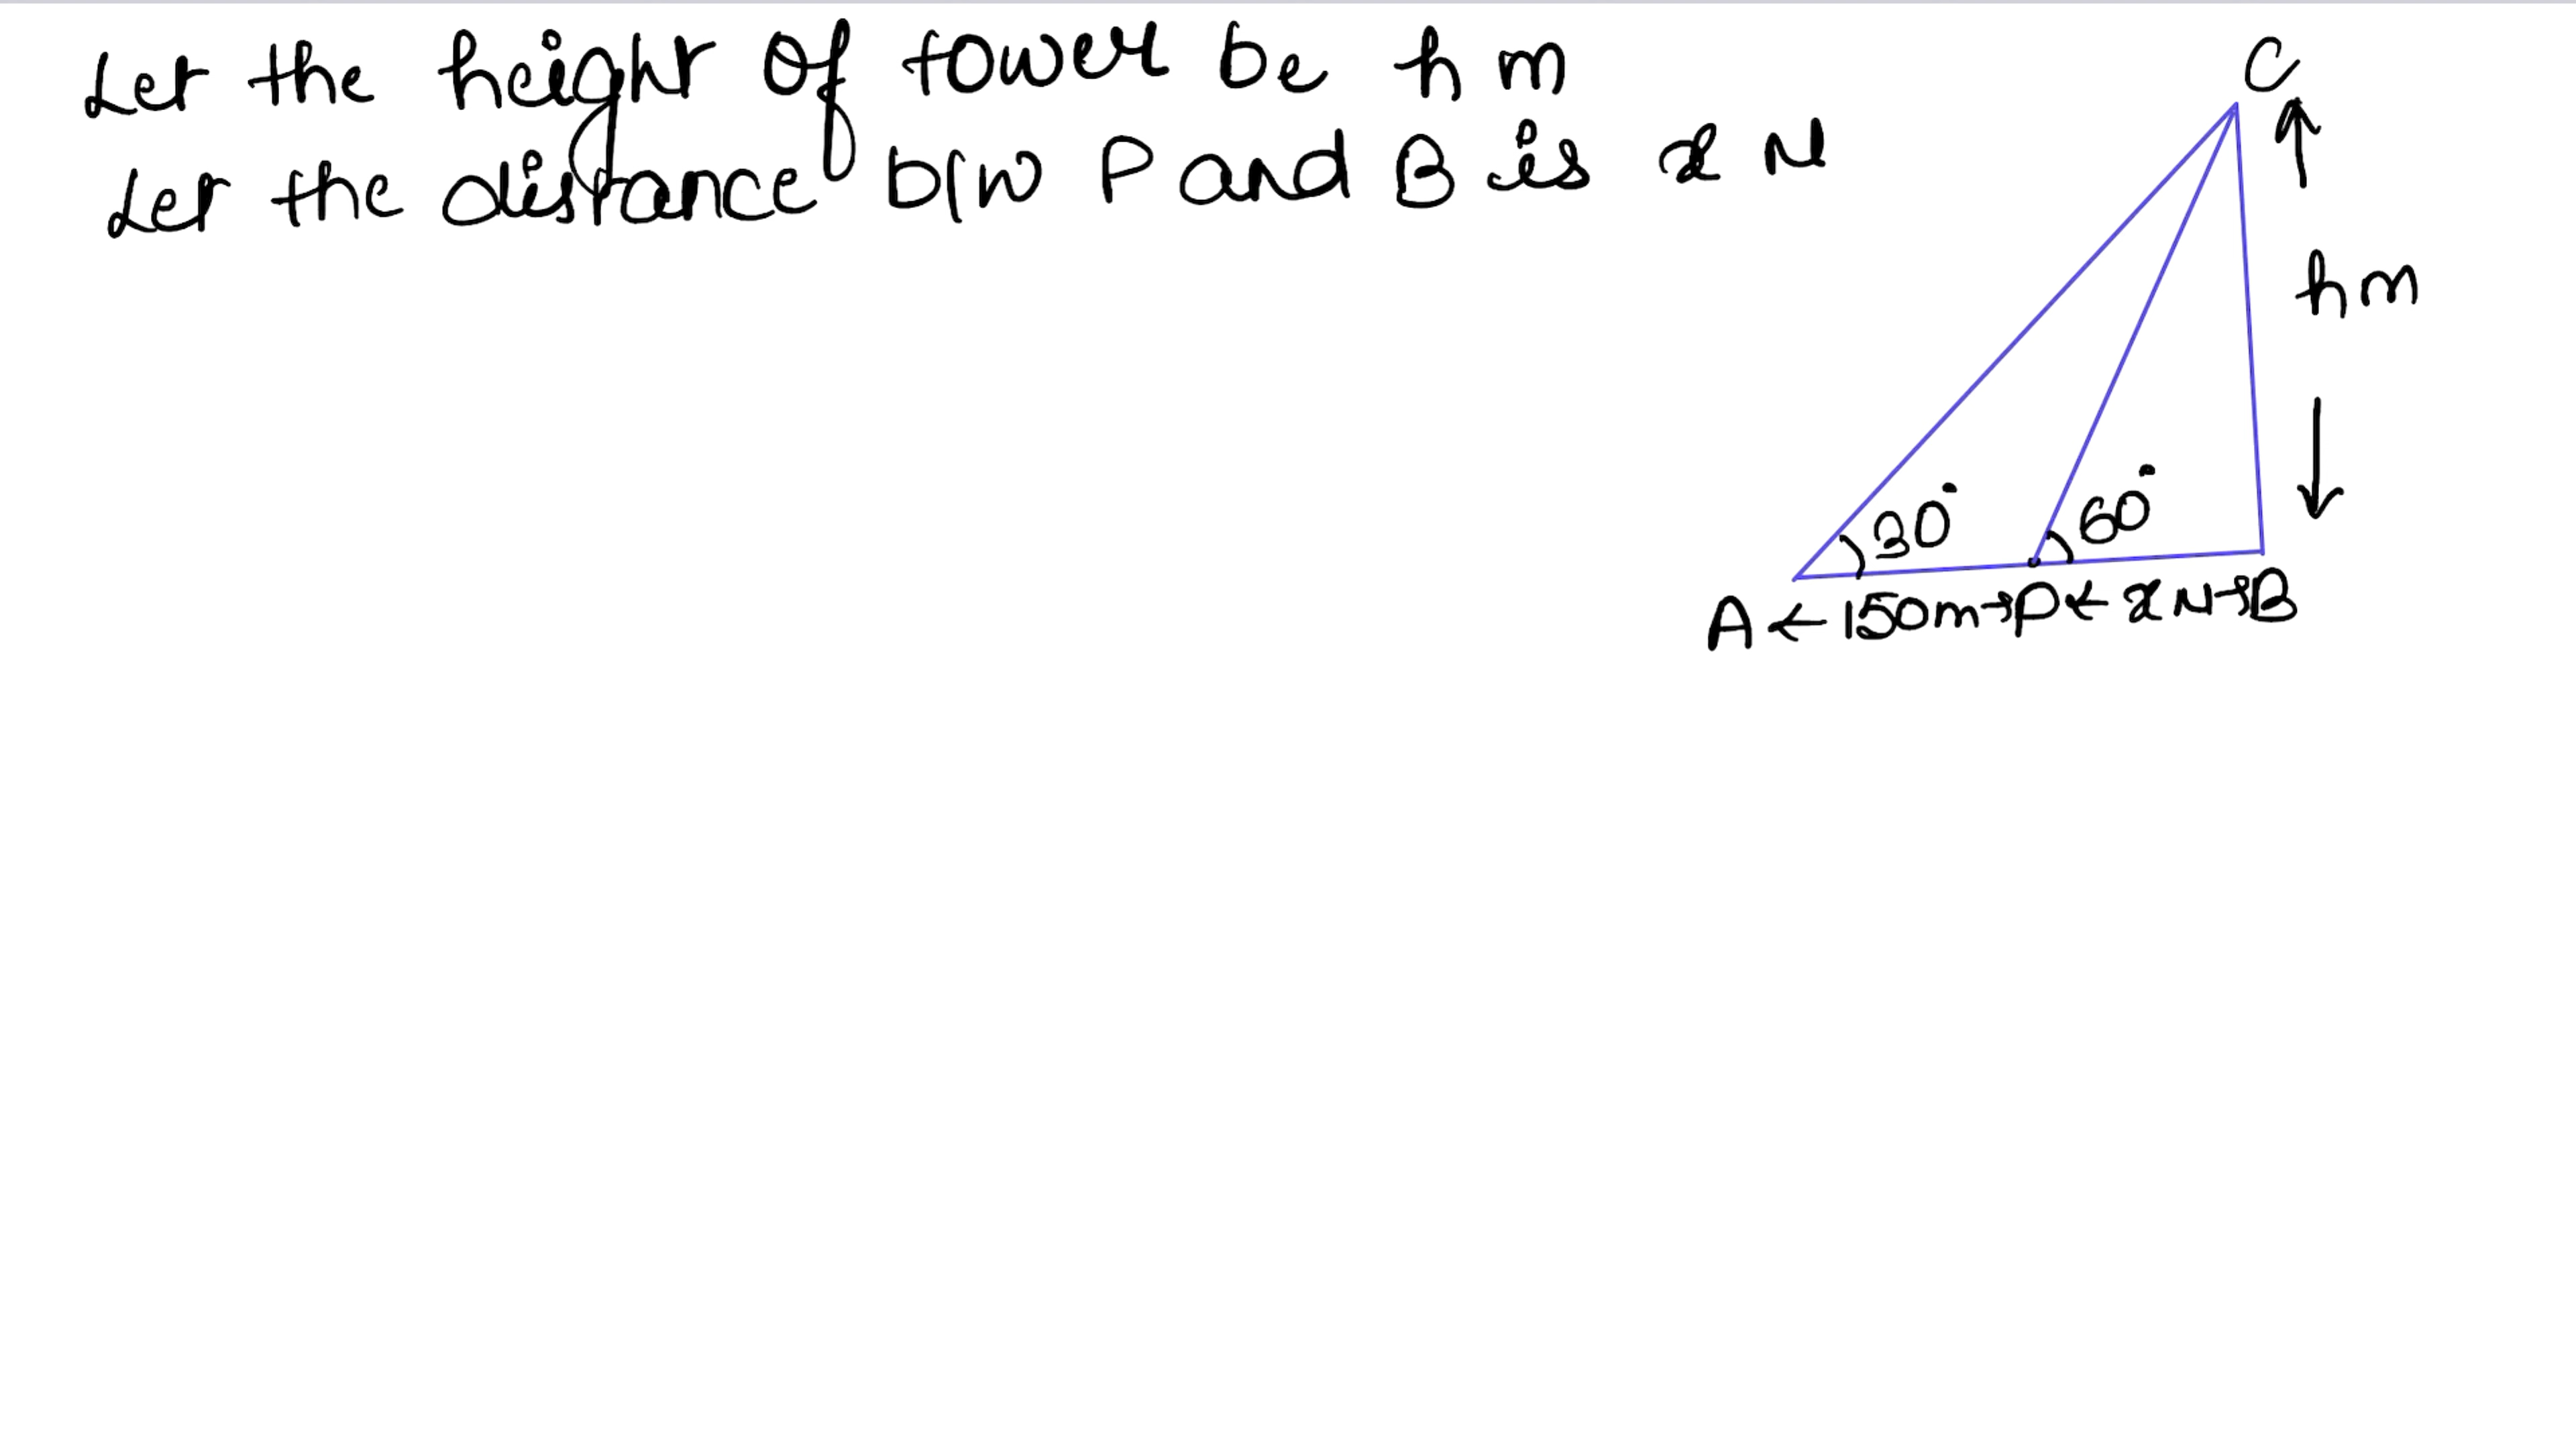 Let the height of tower be h m
Let the distance b/w P and B is x M
C
h m
30°
60°
A ← 150m → P ← x M → B